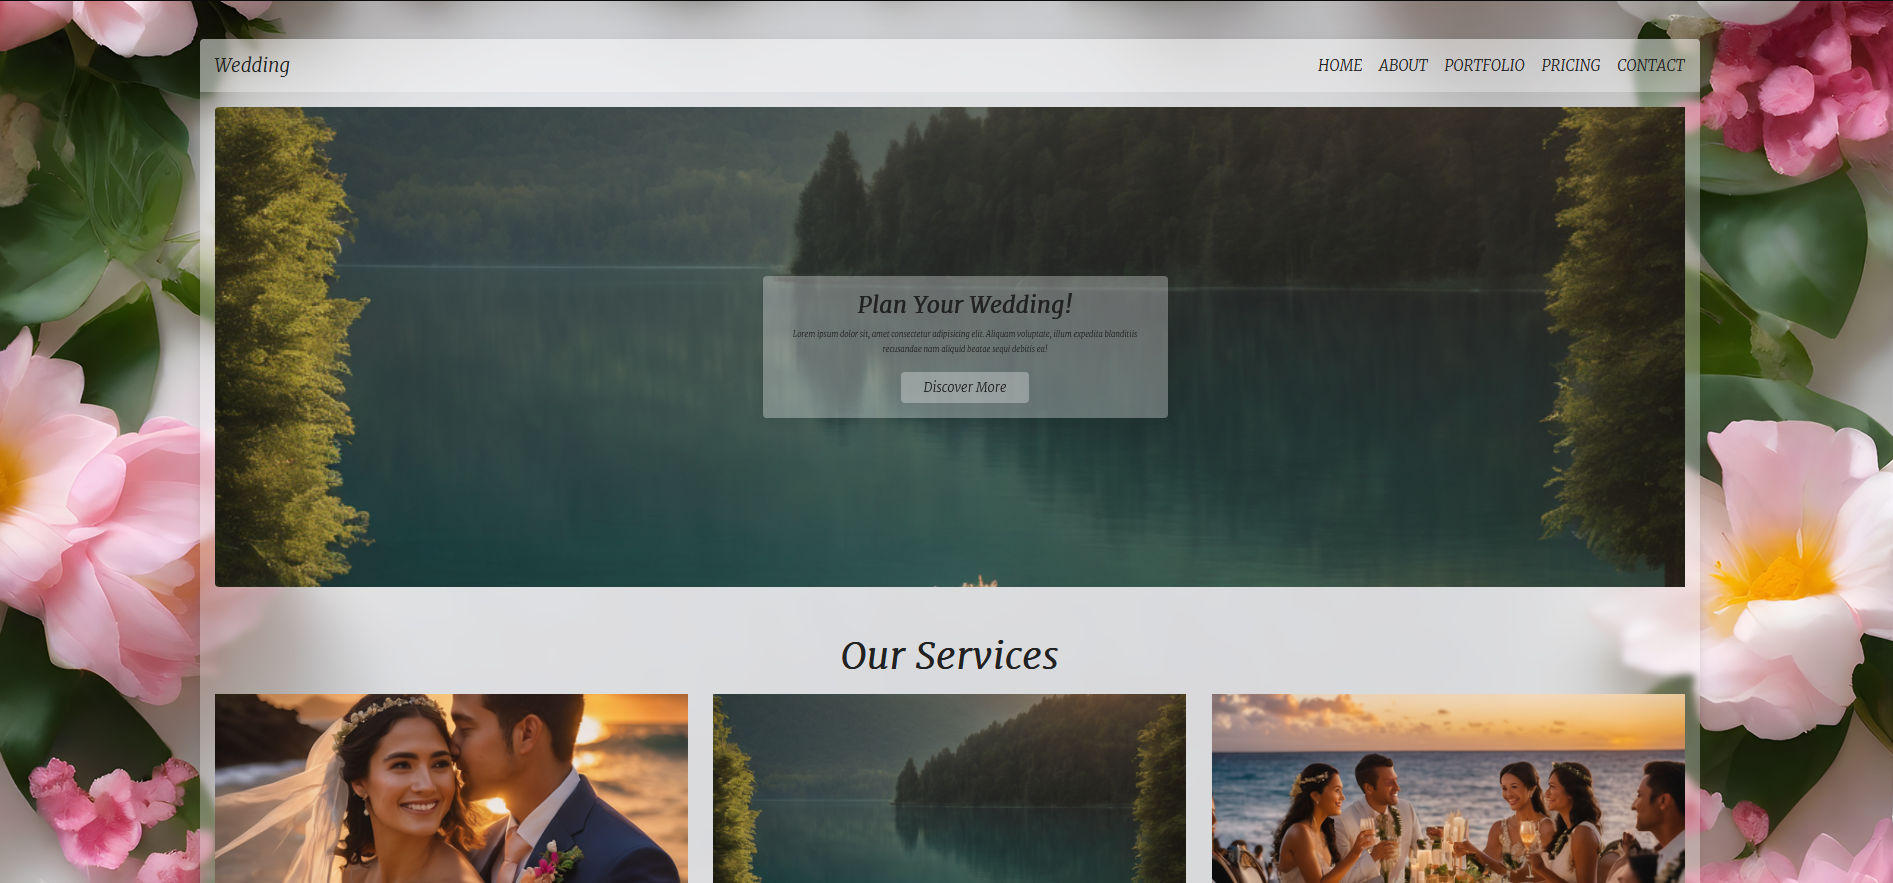 Wedding
HOME ABOUT PORTFOLIO PRICING CONTACT
Plan Your Wedding!
Lorem ipsum dolor sit, amet consectetur adipisicing elit. Aliquam voluptate, illum expedita blanditiis
recusandae nam aliquid beatae sequi debitis ea!
Discover More
Our Services